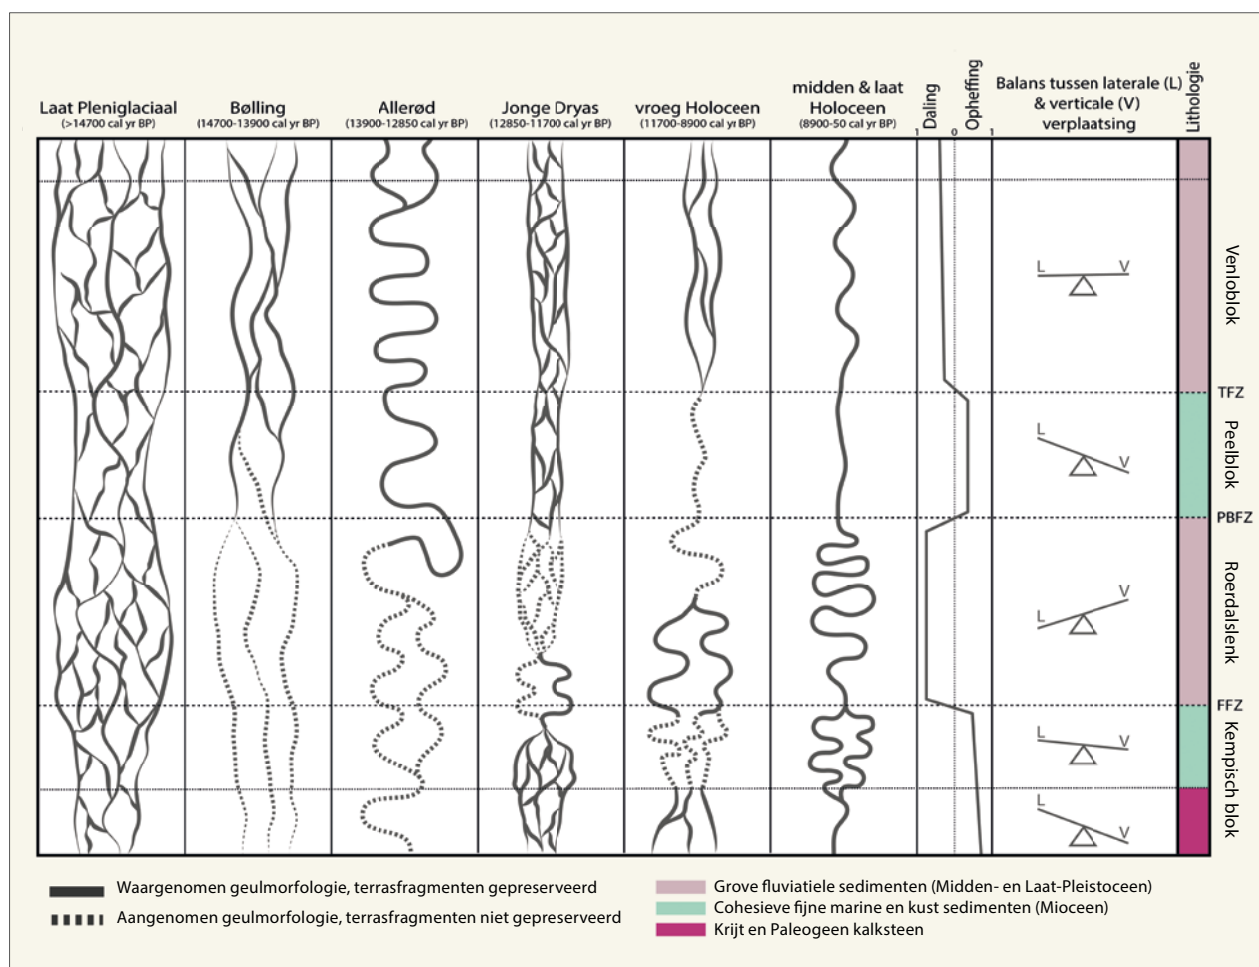 Laat Pleniglaciaal
(>14700 cal yr BP)
Bølling
(14700-13900 cal yr BP)
Allerød
(13900-12850 cal yr BP)
Jonge Dryas
(12850-11700 cal yr BP)
vroeg Holoceen
(11700-8900 cal yr BP)
midden & laat
Holoceen
(8900-50 cal yr BP)
Daling
Opheffing
1
0
1
Balans tussen laterale (L)
& verticale (V)
verplaatsing
Lithologie
L V
Venloblok
TFZ
L V
Peelblok
PBFZ
L V
Roerdalslenk
FFZ
L V
Kempisch blok
L V
Waargenomen geulmorfologie, terrasfragmenten gepreserveerd
Aangenomen geulmorfologie, terrasfragmenten niet gepreserveerd
Grove fluviatiele sedimenten (Midden- en Laat-Pleistoceen)
Cohesieve fijne marine en kust sedimenten (Mioceen)
Krijt en Paleogeen kalksteen